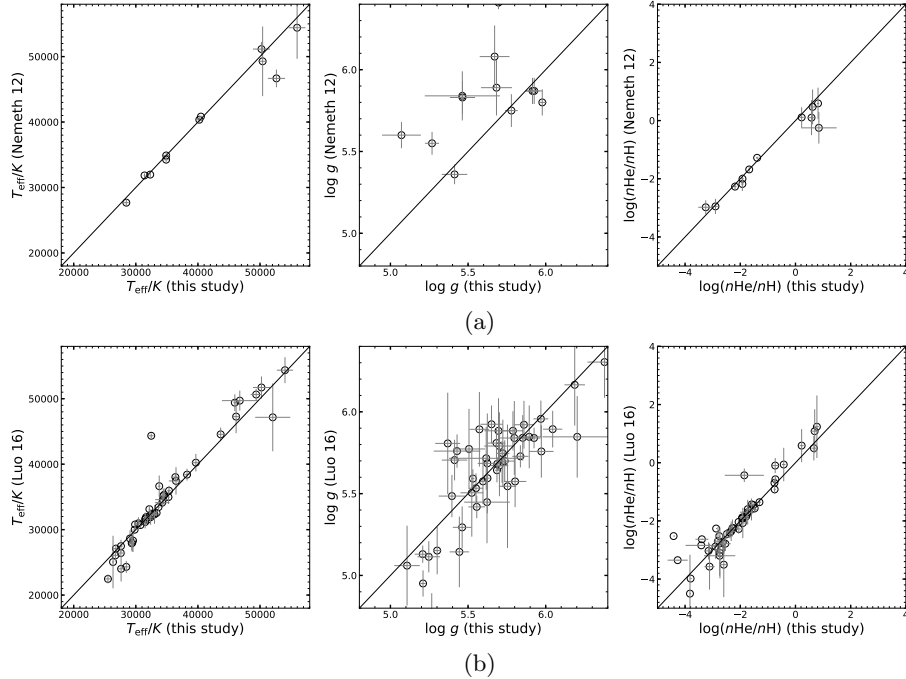 50000
40000
30000
20000
T_eff/K (Nemeth 12)
20000 30000 40000 50000
T_eff/K (this study)
6.0
5.5
5.0
log g (Nemeth 12)
5.0 5.5 6.0
log g (this study)
4
2
0
−2
−4
log(nHe/nH) (Nemeth 12)
−4 −2 0 2 4
log(nHe/nH) (this study)
(a)
50000
40000
30000
20000
T_eff/K (Luo 16)
20000 30000 40000 50000
T_eff/K (this study)
6.0
5.5
5.0
log g (Luo 16)
5.0 5.5 6.0
log g (this study)
4
2
0
−2
−4
log(nHe/nH) (Luo 16)
−4 −2 0 2 4
log(nHe/nH) (this study)
(b)